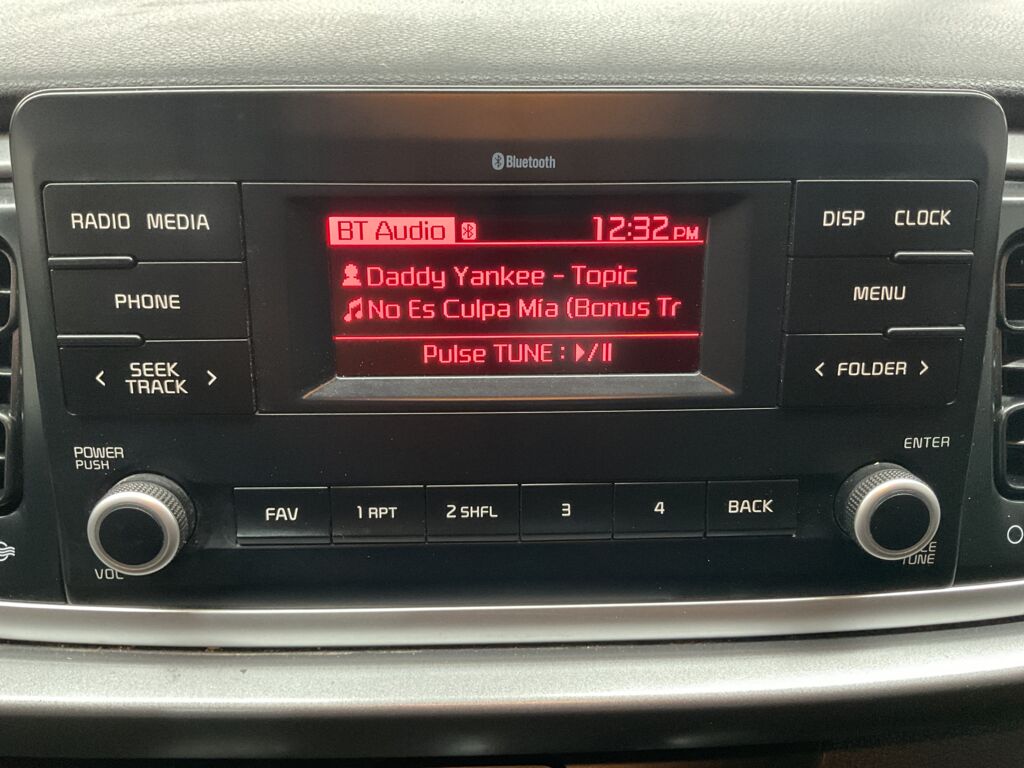 Bluetooth
RADIO MEDIA
BT Audio 12:32 PM
DISP CLOCK
PHONE
Daddy Yankee - Topic
No Es Culpa Mía (Bonus Tr
MENU
< SEEK TRACK >
Pulse TUNE : ▶/II
< FOLDER >
POWER
PUSH
ENTER
FAV
1 RPT
2 SHFL
3
4
BACK
VOL
TUNE